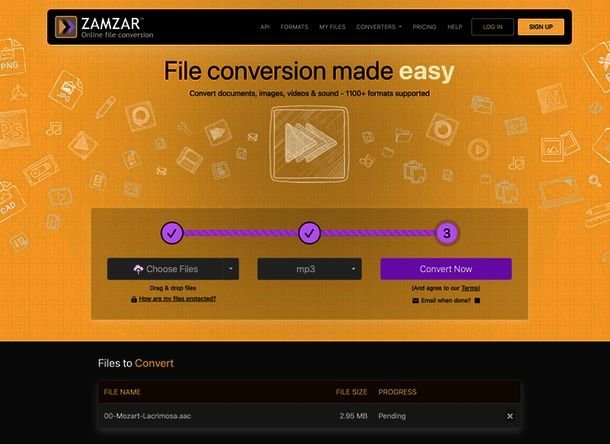 ZAMZAR™
Online file conversion
API FORMATS MY FILES CONVERTERS PRICING HELP LOG IN SIGN UP
File conversion made easy
Convert documents, images, videos & sound - 1100+ formats supported
PNG
JPG
PS
CAD
3
Choose Files mp3 Convert Now
Drag & drop files (And agree to our Terms)
How are my files protected? Email when done?
Files to Convert
FILE NAME FILE SIZE PROGRESS
00-Mozart-Lacrimosa.aac 2.95 MB Pending